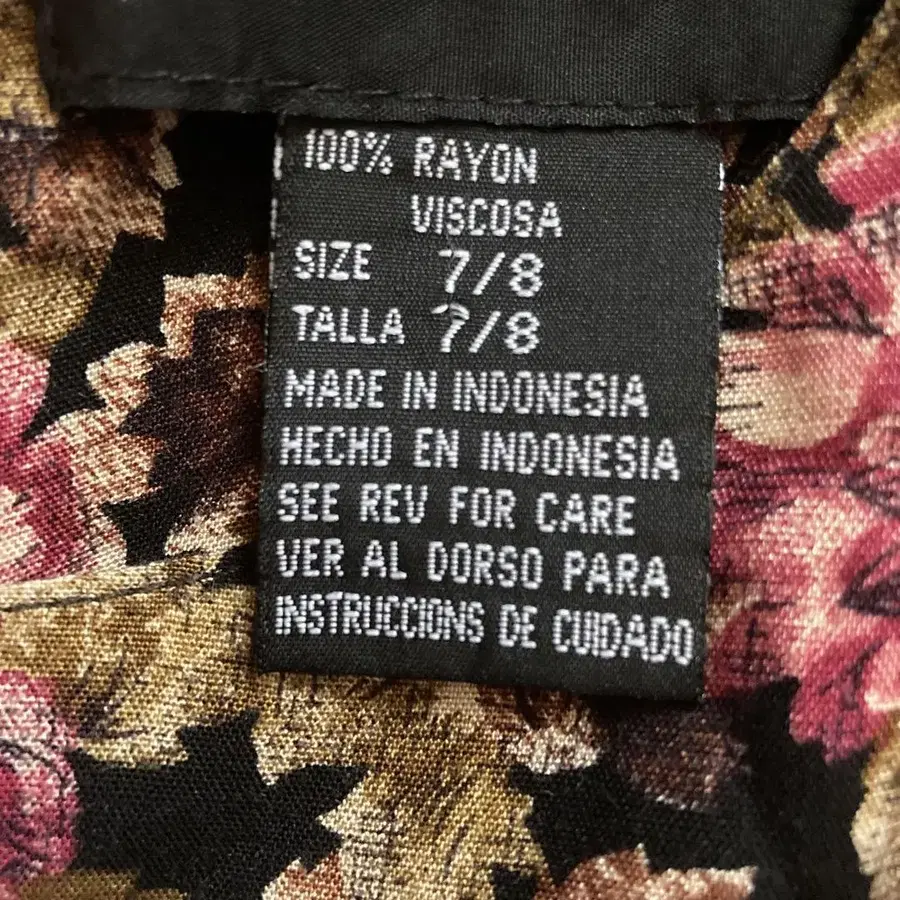 100% RAYON
VISCOSA
SIZE 7/8
TALLA 7/8
MADE IN INDONESIA
HECHO EN INDONESIA
SEE REV FOR CARE
VER AL DORSO PARA
INSTRUCCIONS DE CUIDADO